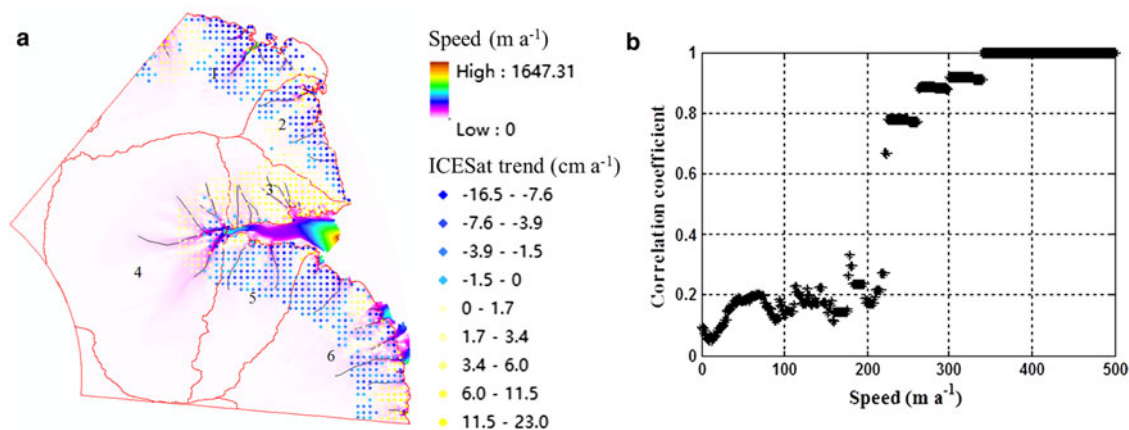 a
Speed (m a-1)
High : 1647.31
Low : 0
ICESat trend (cm a-1)
-16.5 - -7.6
-7.6 - -3.9
-3.9 - -1.5
-1.5 - 0
0 - 1.7
1.7 - 3.4
3.4 - 6.0
6.0 - 11.5
11.5 - 23.0
1
2
3
4
5
6
b
Correlation coefficient
1
0.8
0.6
0.4
0.2
0
0 100 200 300 400 500
Speed (m a-1)